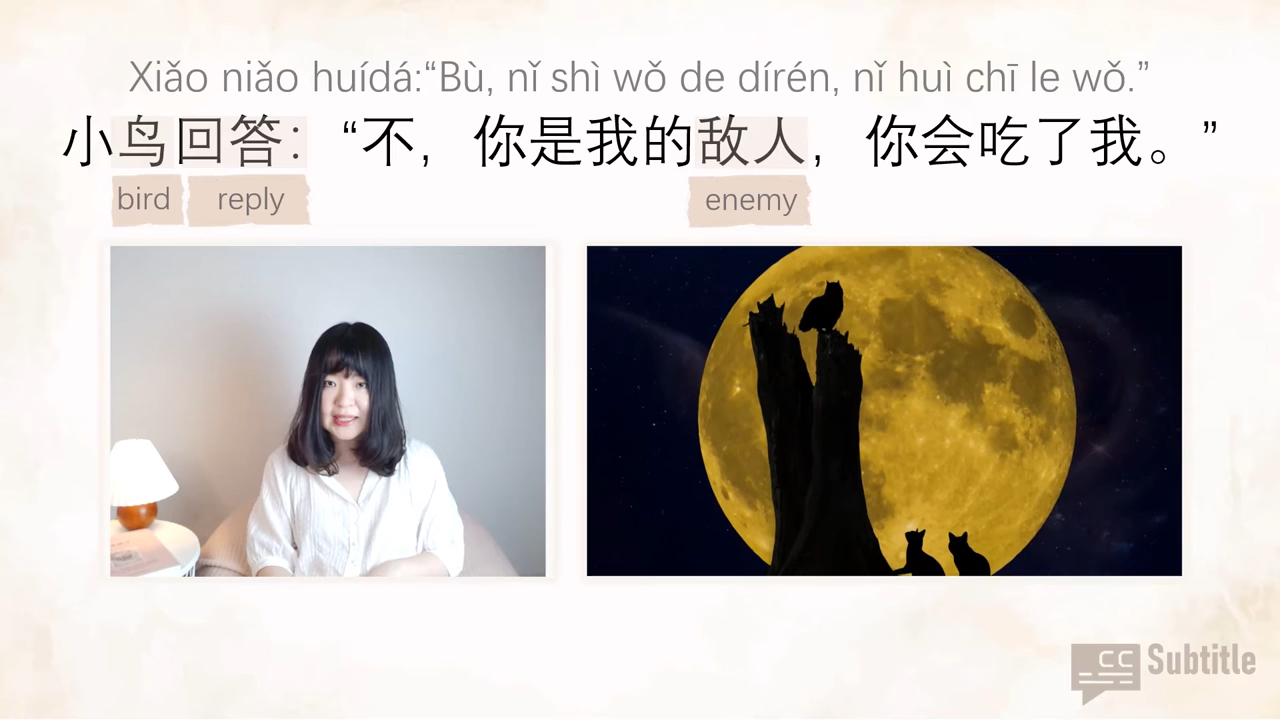 Xiǎo niǎo huídá:“Bù, nǐ shì wǒ de dírén, nǐ huì chī le wǒ.”
小鸟回答：“不，你是我的敌人，你会吃了我。”
bird reply enemy
CC Subtitle